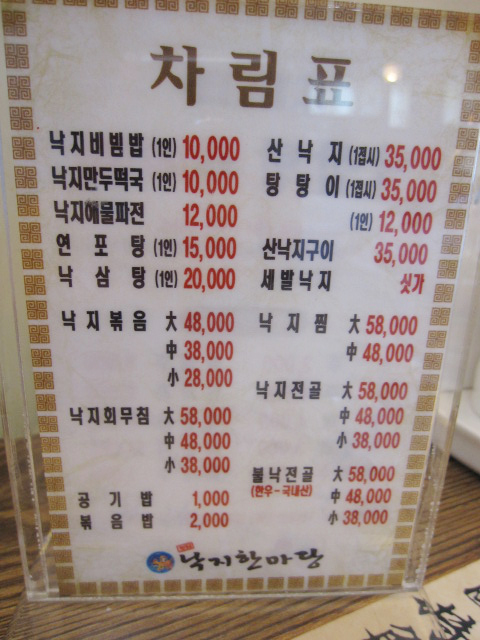 차림표
낙지비빔밥 (1인) 10,000
낙지만두떡국 (1인) 10,000
낙지해물파전 12,000
연포탕 (1인) 15,000
낙삼탕 (1인) 20,000
낙지볶음 大 48,000
中 38,000
小 28,000
낙지회무침 大 58,000
中 48,000
小 38,000
공기밥 1,000
볶음밥 2,000
산낙지 (1접시) 35,000
탕탕이 (1접시) 35,000
(1인) 12,000
산낙지구이 35,000
세발낙지 싯가
낙지찜 大 58,000
中 48,000
낙지전골 大 58,000
中 48,000
小 38,000
불낙전골 大 58,000
(한우-국내산) 中 48,000
小 38,000
낙지한마당